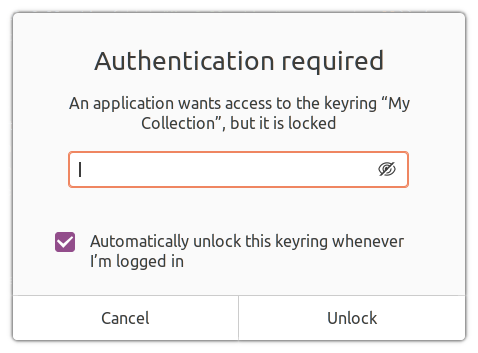 Authentication required
An application wants access to the keyring “My
Collection”, but it is locked
Automatically unlock this keyring whenever
I’m logged in
Cancel
Unlock